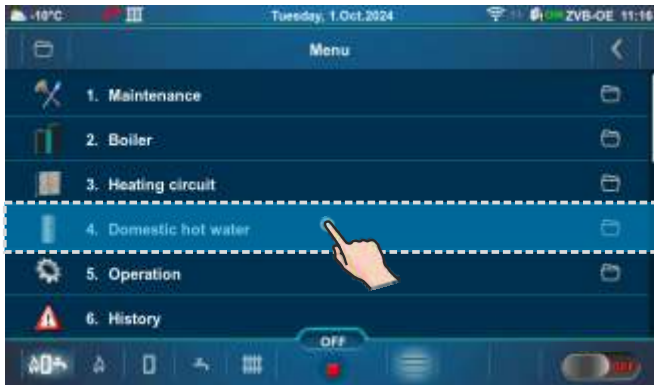 -10°C Tuesday, 1.Oct.2024 ZVB-OE 11:16
Menu
1. Maintenance
2. Boiler
3. Heating circuit
4. Domestic hot water
5. Operation
6. History
OFF
OFF